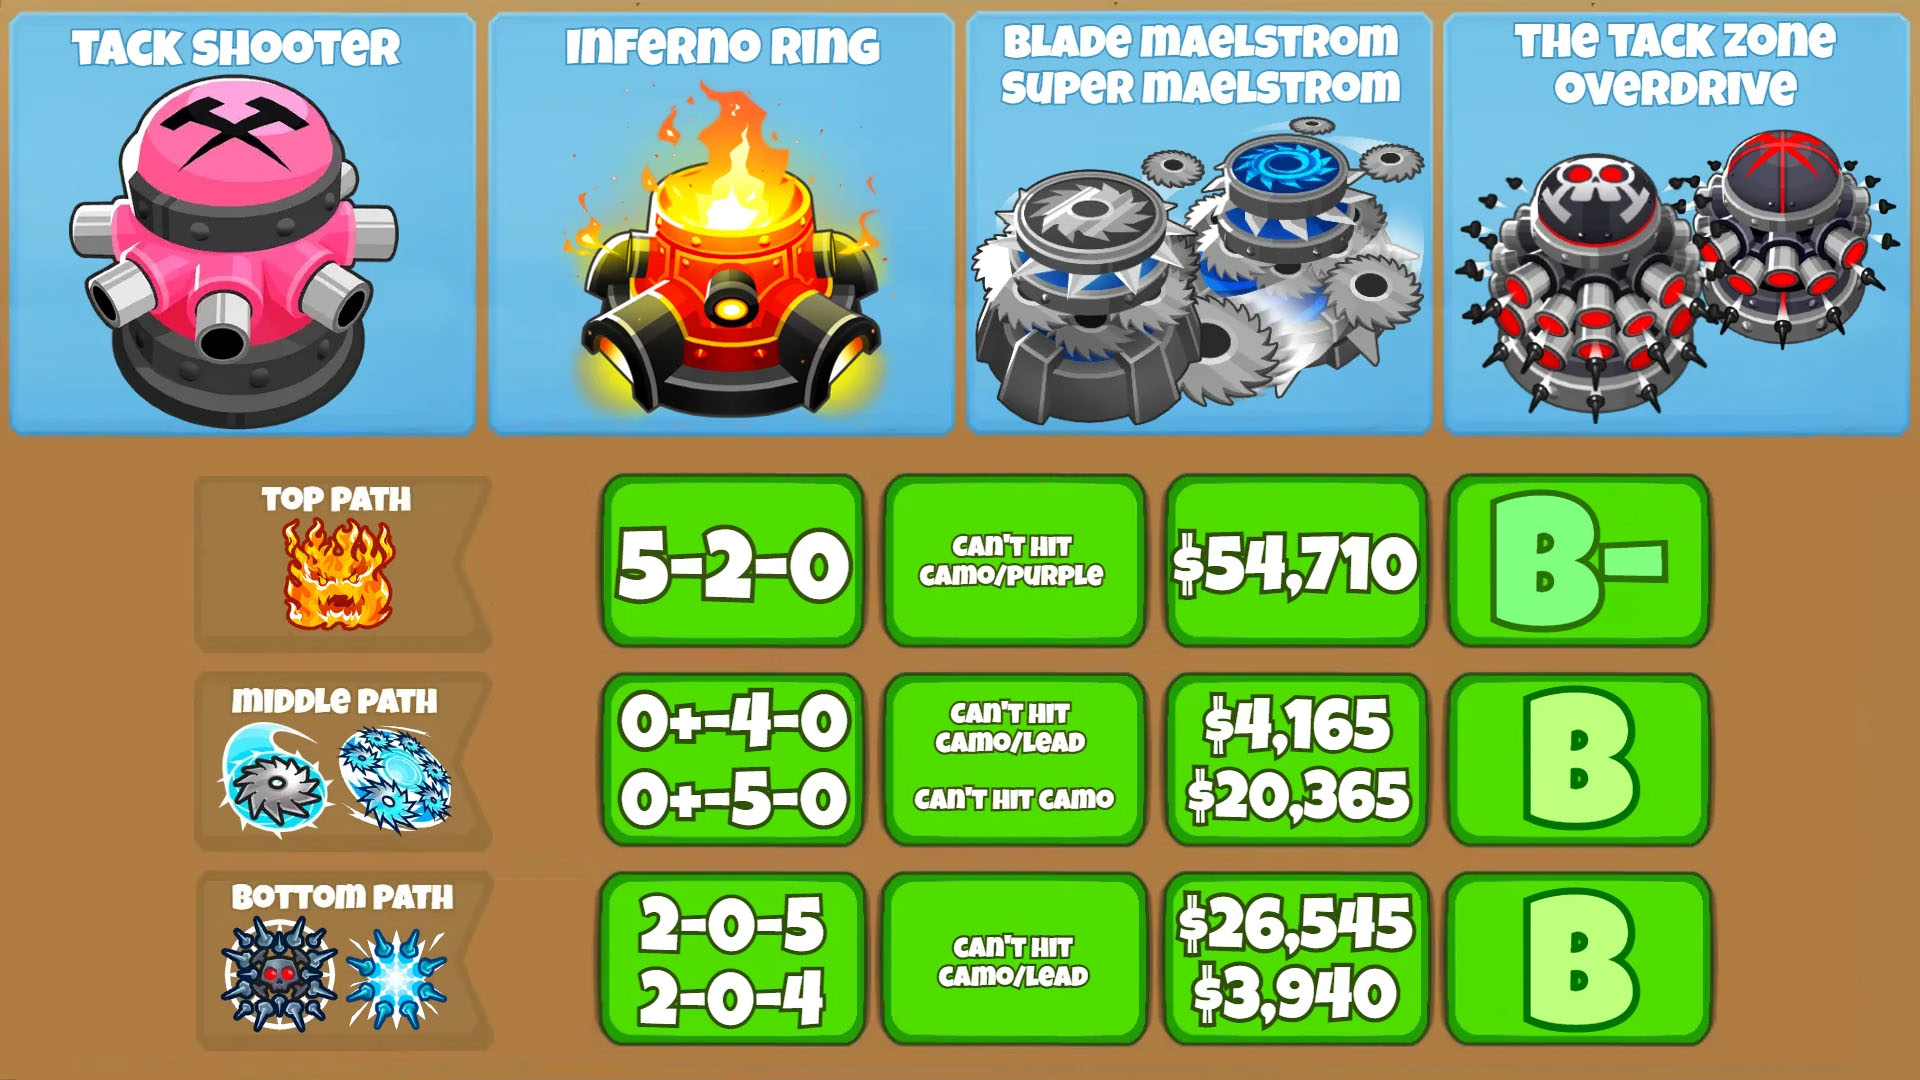 TACK SHOOTER
INFERNO RING
BLADE MAELSTROM
SUPER MAELSTROM
THE TACK ZONE
OVERDRIVE
TOP PATH
5-2-0
CAN'T HIT
CAMO/PURPLE
$54,710
B-
MIDDLE PATH
0+-4-0
0+-5-0
CAN'T HIT
CAMO/LEAD
CAN'T HIT CAMO
$4,165
$20,365
B
BOTTOM PATH
2-0-5
2-0-4
CAN'T HIT
CAMO/LEAD
$26,545
$3,940
B